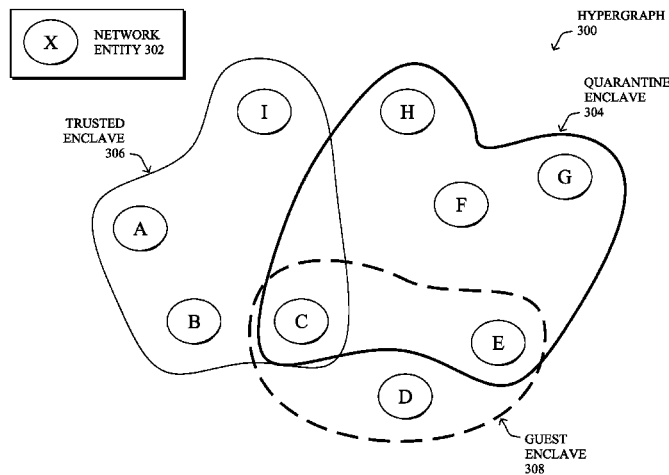 HYPERGRAPH
300
X
NETWORK
ENTITY 302
QUARANTINE
ENCLAVE
304
TRUSTED
ENCLAVE
306
I
H
G
F
A
B
C
E
D
GUEST
ENCLAVE
308